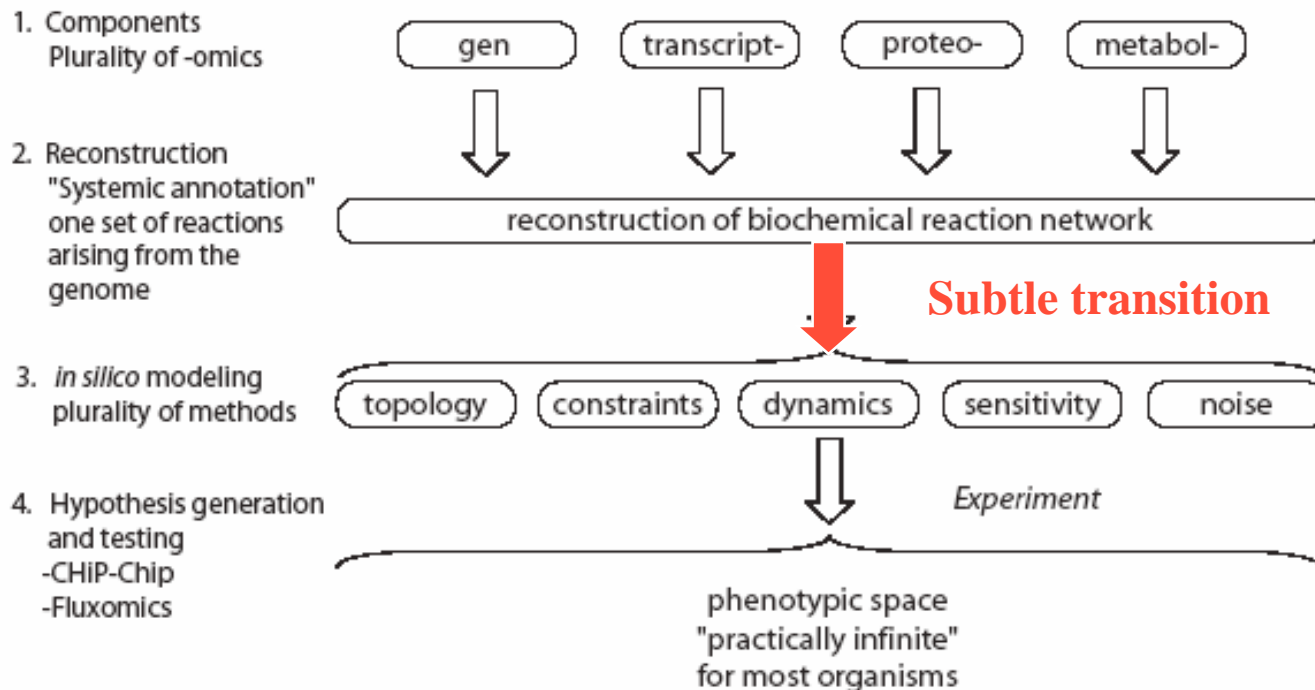 1. Components
Plurality of -omics
gen
transcript-
proteo-
metabol-
2. Reconstruction
"Systemic annotation"
one set of reactions
arising from the
genome
reconstruction of biochemical reaction network
Subtle transition
3. in silico modeling
plurality of methods
topology
constraints
dynamics
sensitivity
noise
4. Hypothesis generation
and testing
-CHiP-Chip
-Fluxomics
Experiment
phenotypic space
"practically infinite"
for most organisms